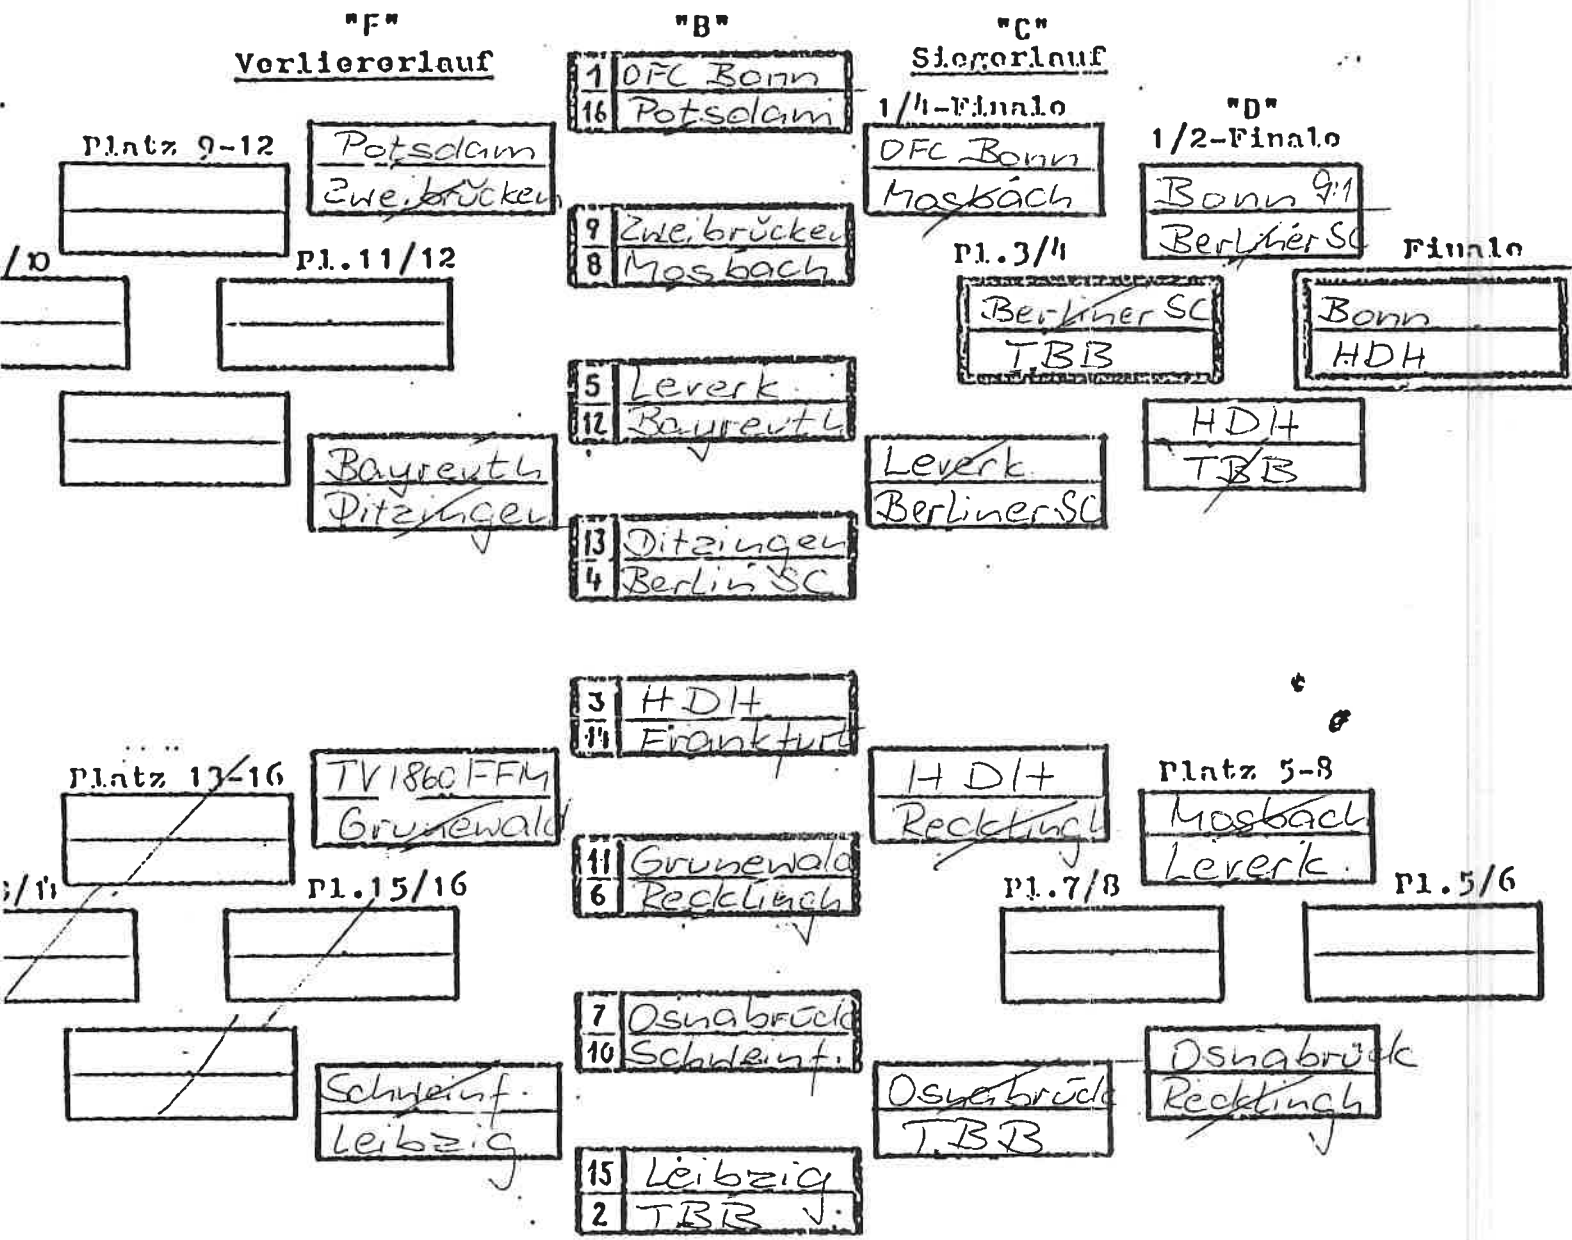 "F"
Verliererlauf
"B"
"C"
Siegerlauf
1 OFC Bonn
16 Potsdam
1/4-Finale
"D"
1/2-Finale
Platz 9-12
Potsdam
Zweibrücken
OFC Bonn
Mosbach
Bonn 9:1
Berliner SC
9 Zweibrücken
8 Mosbach
Pl.11/12
Pl.3/4
Finale
Berliner SC
TBB
Bonn
HDH
5 Leverk.
12 Bayreuth
HDH
TBB
Bayreuth
Ditzingen
Leverk.
Berliner SC
13 Ditzingen
4 Berlin SC
3 HDH
14 Frankfurt
Platz 13-16
TV 1860 FFM
Grunewald
HDH
Recklingh
Platz 5-8
Mosbach
Leverk.
11 Grunewald
6 Recklingh
Pl.15/16
Pl.7/8
Pl.5/6
7 Osnabrück
10 Schweinf.
Schweinf.
Leibzig
Osnabrück
TBB
Osnabrück
Recklingh
15 Leibzig
2 TBB